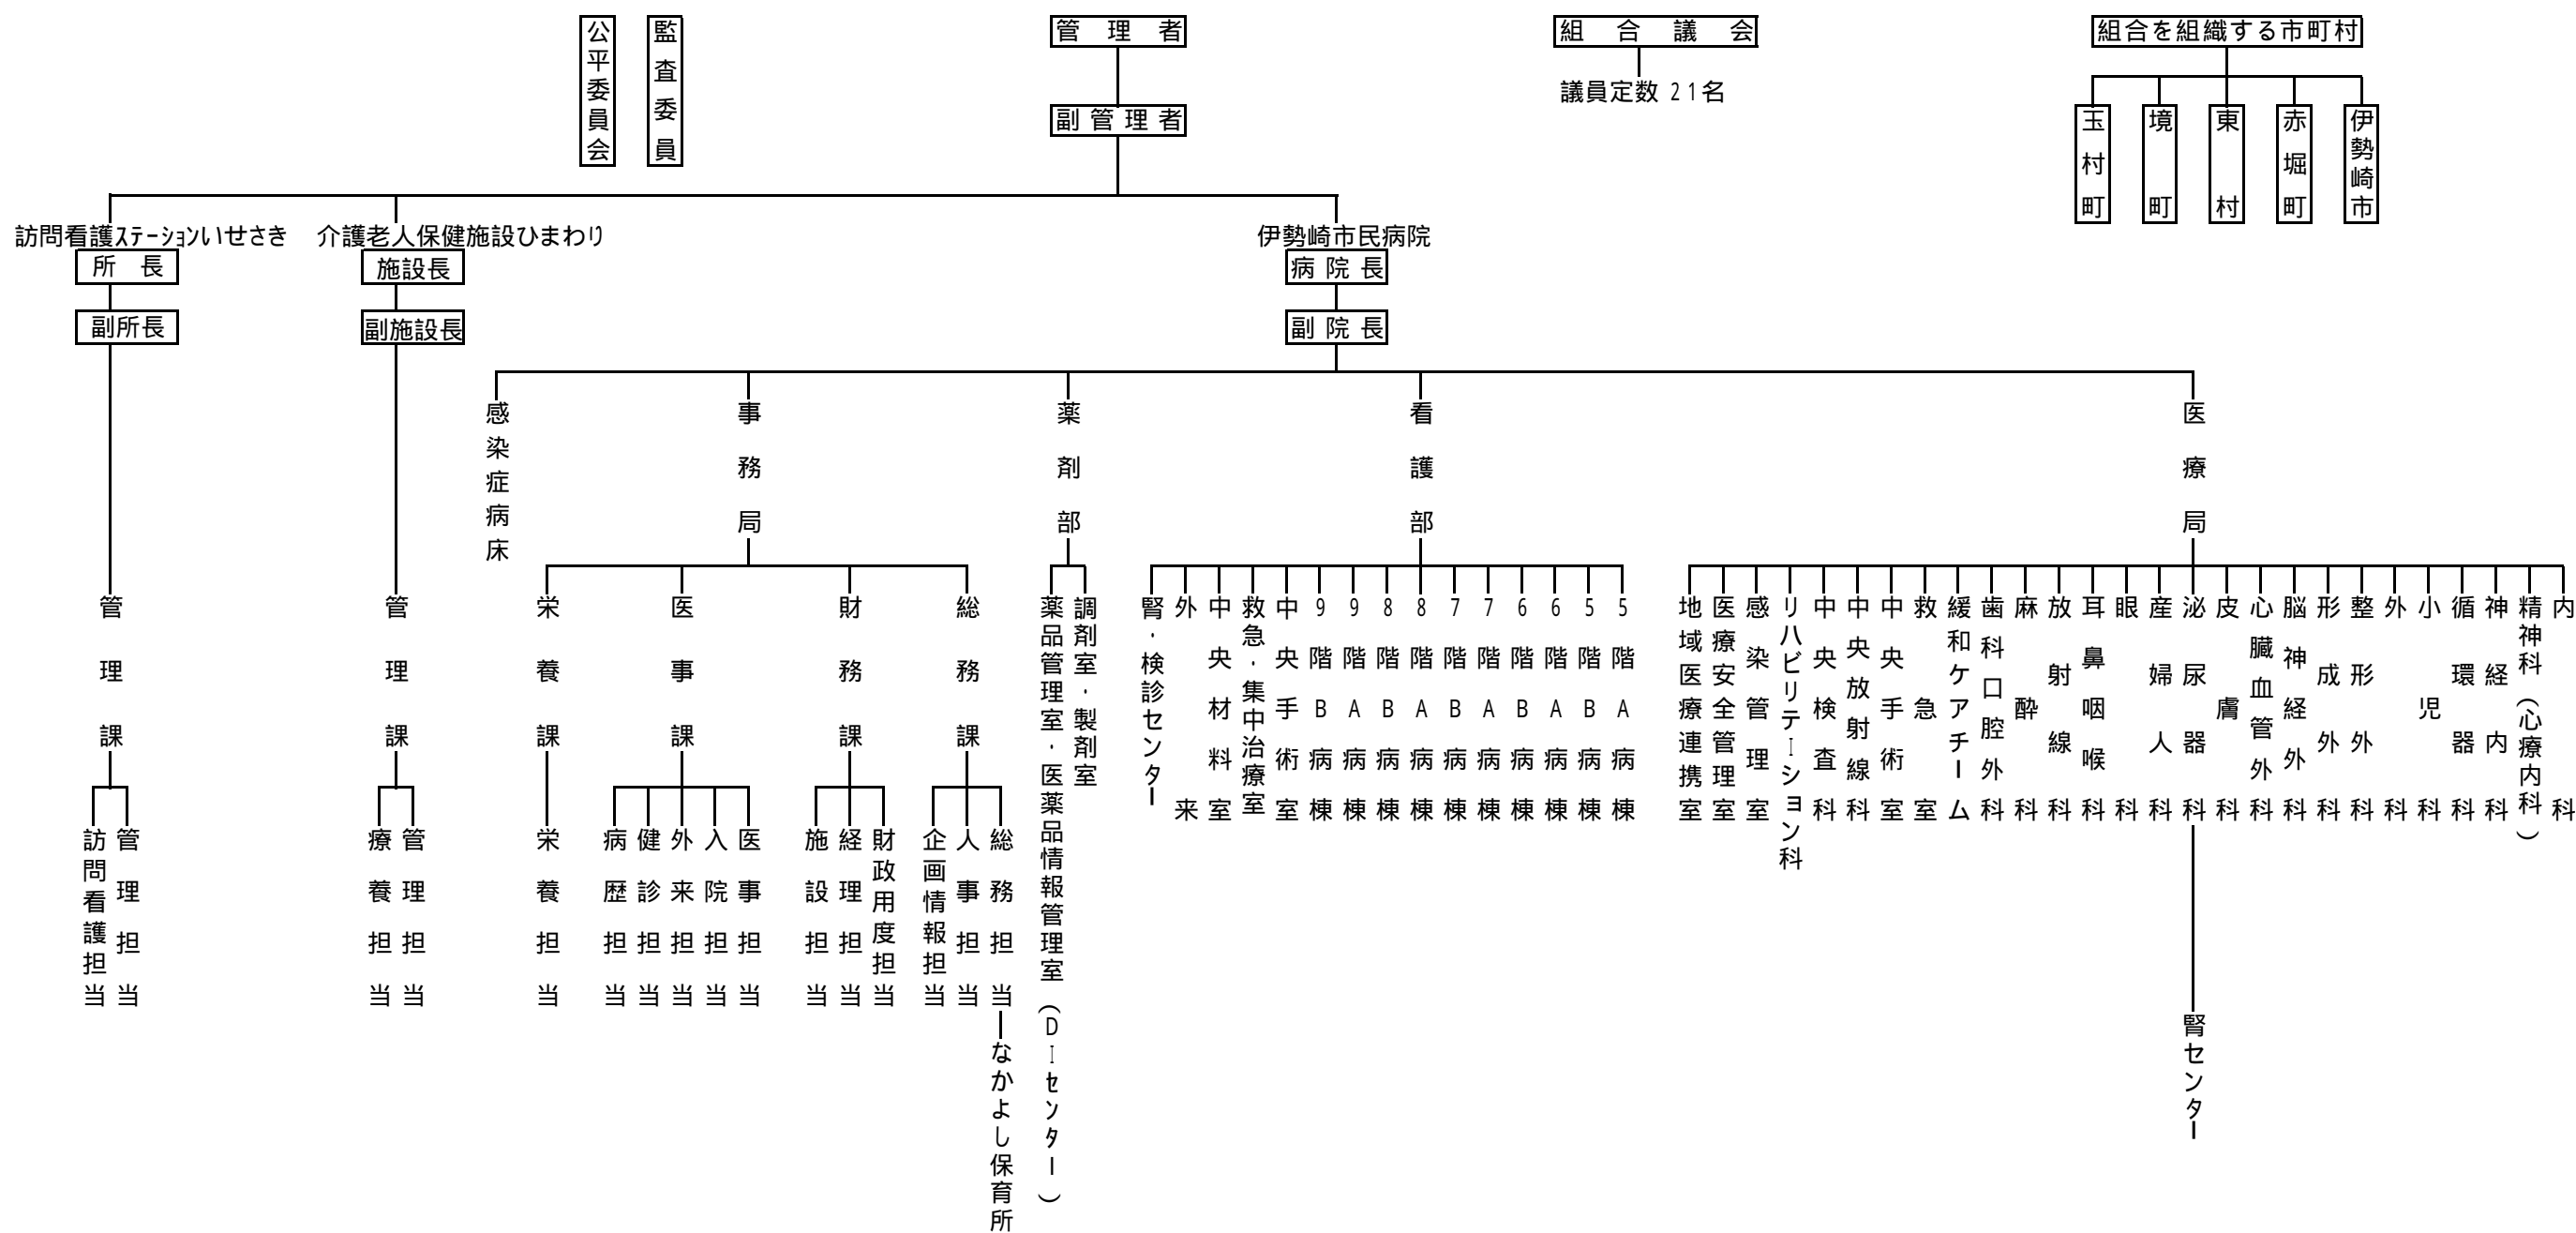 公平委員会
監査委員
管理者
組合議会
組合を組織する市町村
議員定数 21名
副管理者
玉村町
境町
東村
赤堀町
伊勢崎市
訪問看護ステーションいせさき
介護老人保健施設ひまわり
伊勢崎市民病院
所長
施設長
病院長
副所長
副施設長
副院長
感染症病床
事務局
薬剤部
看護部
医療局
管理課
管理課
栄養課
医事課
財務課
総務課
薬品管理室・医薬品情報管理室(DIセンター)
調剤室・製剤室
腎・検診センター
外来
中央材料室
救急・集中治療室
中央手術室
9階B病棟
9階A病棟
8階B病棟
8階A病棟
7階B病棟
7階A病棟
6階B病棟
6階A病棟
5階B病棟
5階A病棟
地域医療連携室
医療安全管理室
感染管理室
リハビリテーション科
中央検査科
中央放射線科
中央手術室
救急室
緩和ケアチーム
歯科口腔外科
麻酔科
放射線科
耳鼻咽喉科
眼科
産婦人科
泌尿器科
皮膚科
心臓血管外科
脳神経外科
形成外科
整形外科
外科
小児科
循環器科
神経内科
精神科(心療内科)
内科
訪問看護担当
管理担当
療養担当
管理担当
栄養担当
病歴担当
健診担当
外来担当
入院担当
医事担当
施設担当
経理担当
財政用度担当
企画情報担当
人事担当
総務担当
なかよし保育所
腎センター